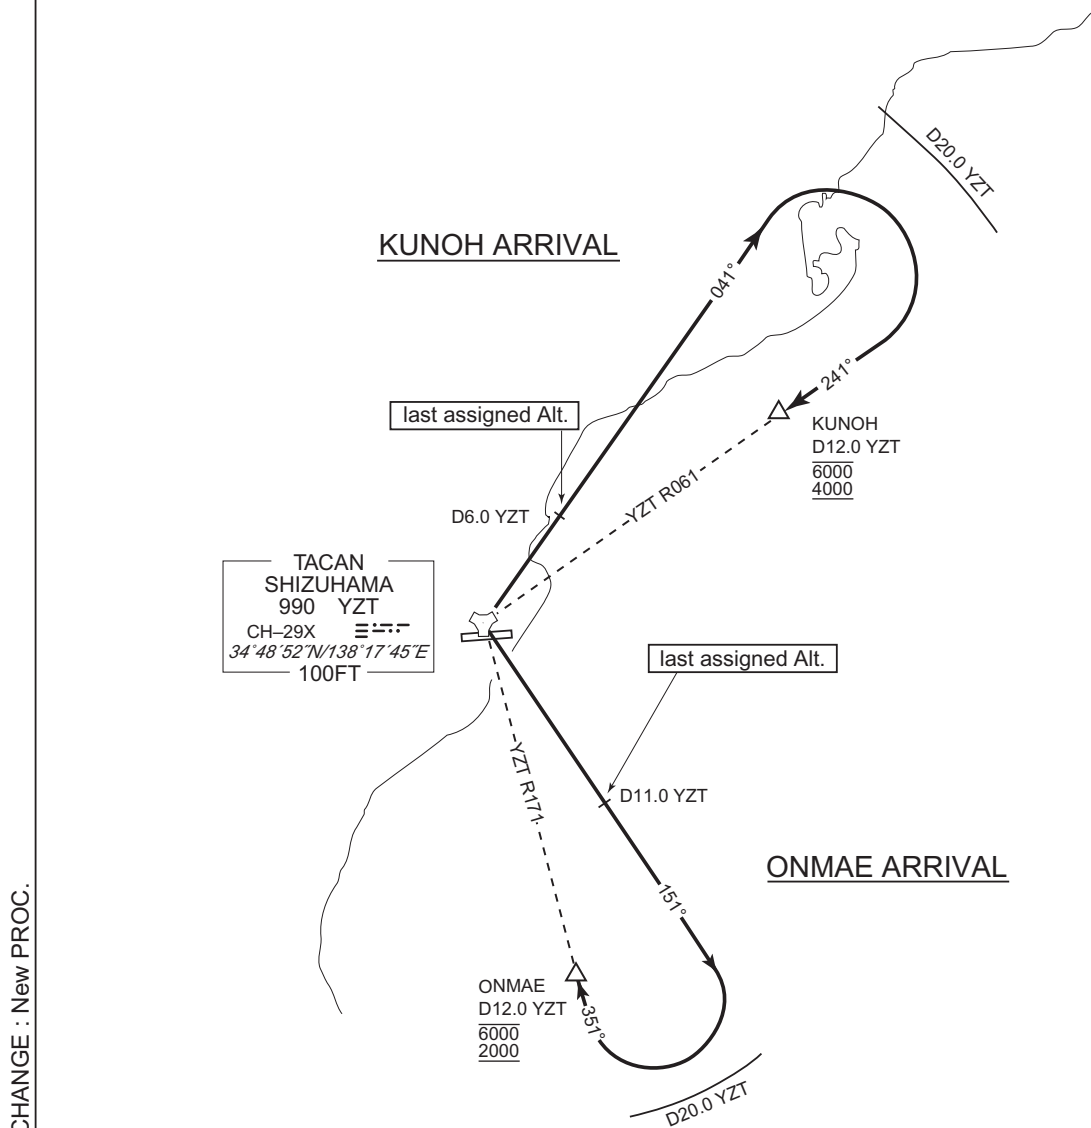 D20.0 YZT
KUNOH ARRIVAL
041°
241°
last assigned Alt.
KUNOH
D12.0 YZT
6000
4000
YZT R061
D6.0 YZT
TACAN
SHIZUHAMA
990 YZT
CH–29X
34°48′52″N/138°17′45″E
100FT
last assigned Alt.
YZT R171
D11.0 YZT
ONMAE ARRIVAL
151°
ONMAE
D12.0 YZT
6000
2000
351°
D20.0 YZT
CHANGE : New PROC.